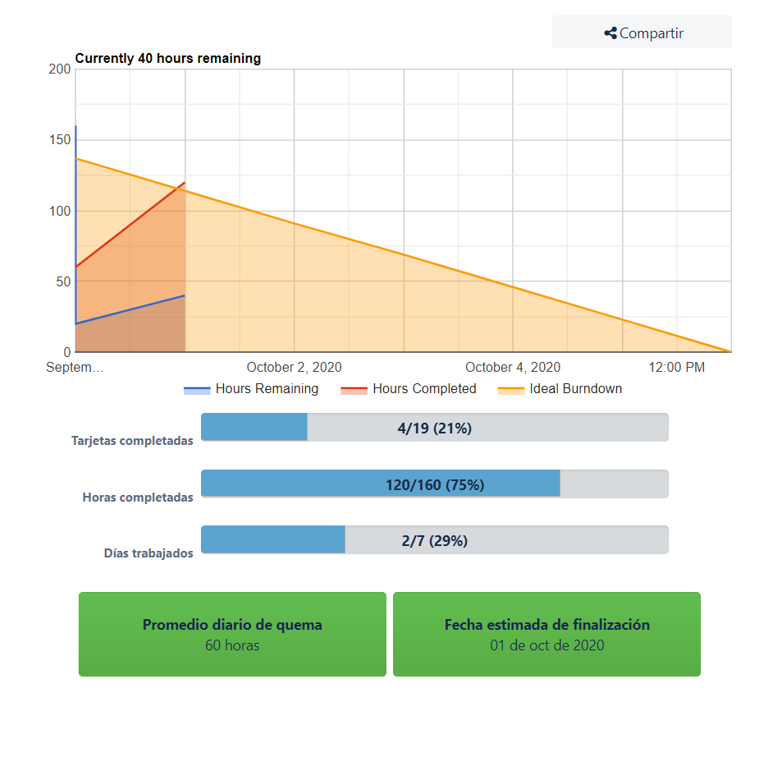 Compartir
Currently 40 hours remaining
200
150
100
50
0
Septem... October 2, 2020 October 4, 2020 12:00 PM
Hours Remaining Hours Completed Ideal Burndown
Tarjetas completadas 4/19 (21%)
Horas completadas 120/160 (75%)
Días trabajados 2/7 (29%)
Promedio diario de quema
60 horas
Fecha estimada de finalización
01 de oct de 2020